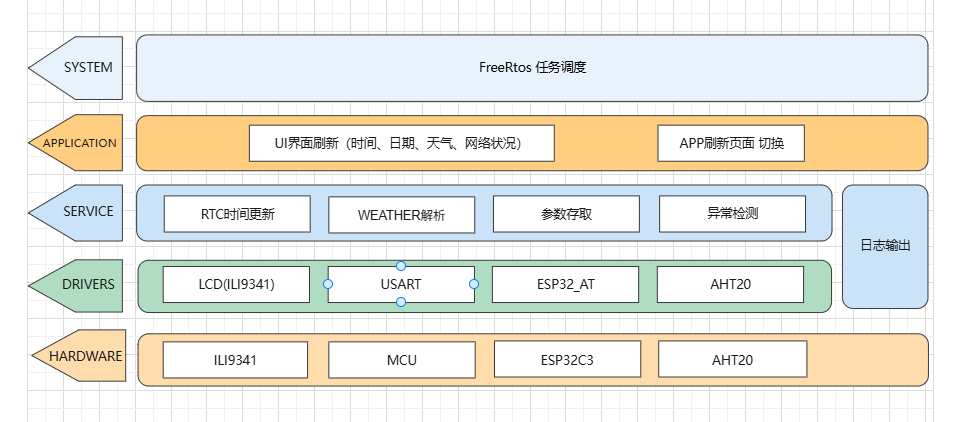 SYSTEM
FreeRtos 任务调度
APPLICATION
UI界面刷新（时间、日期、天气、网络状况）
APP刷新页面 切换
SERVICE
RTC时间更新
WEATHER解析
参数存取
异常检测
日志输出
DRIVERS
LCD(ILI9341)
USART
ESP32_AT
AHT20
HARDWARE
ILI9341
MCU
ESP32C3
AHT20